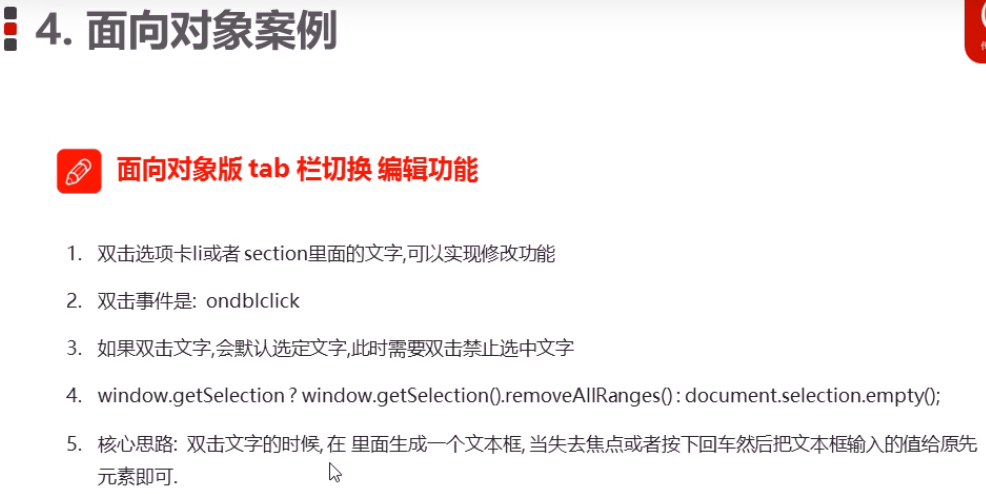 4. 面向对象案例
面向对象版 tab 栏切换 编辑功能
1. 双击选项卡li或者 section里面的文字,可以实现修改功能
2. 双击事件是: ondblclick
3. 如果双击文字,会默认选定文字,此时需要双击禁止选中文字
4. window.getSelection ? window.getSelection().removeAllRanges() : document.selection.empty();
5. 核心思路: 双击文字的时候, 在 里面生成一个文本框, 当失去焦点或者按下回车然后把文本框输入的值给原先
元素即可.